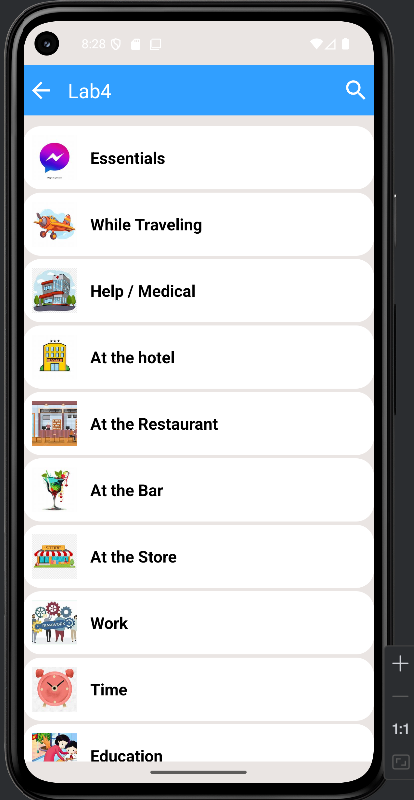 8:28
Lab4
Essentials
While Traveling
Help / Medical
At the hotel
At the Restaurant
At the Bar
At the Store
Work
Time
Education
1:1